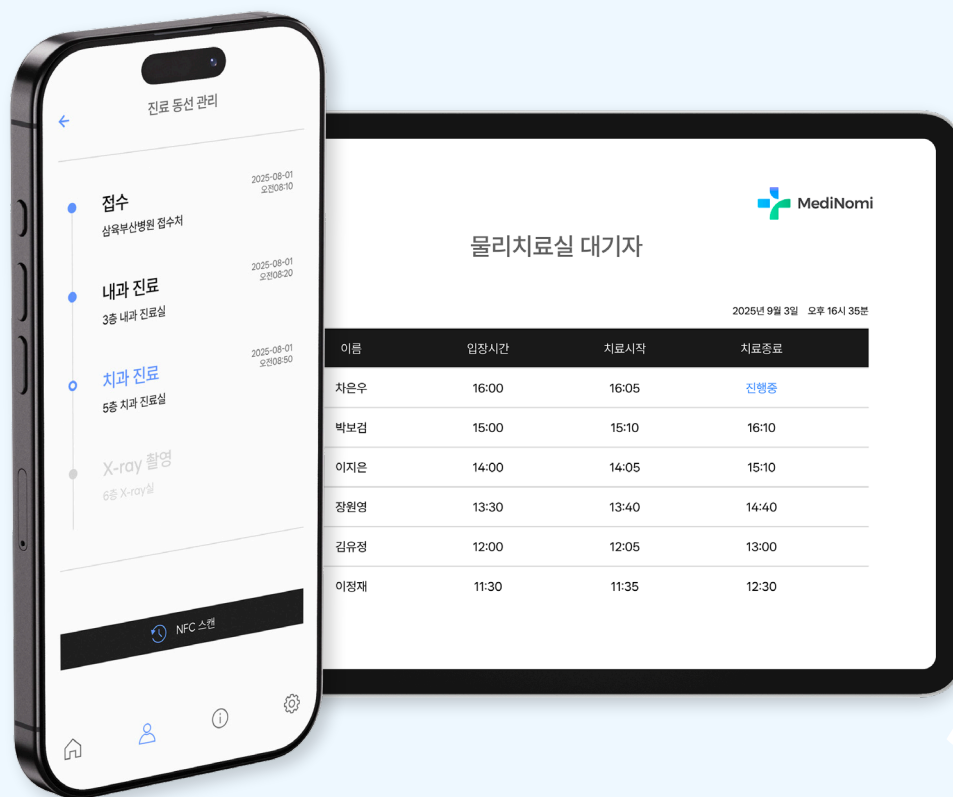 진료 동선 관리
접수
2025-08-01
오전08:10
삼육부산병원 접수처
내과 진료
2025-08-01
오전08:20
3층 내과 진료실
치과 진료
2025-08-01
오전08:50
5층 치과 진료실
X-ray 촬영
6층 X-ray실
NFC 스캔
MediNomi
물리치료실 대기자
2025년 9월 3일 오후 16시 35분
이름 입장시간 치료시작 치료종료
차은우 16:00 16:05 진행중
박보검 15:00 15:10 16:10
이지은 14:00 14:05 15:10
장원영 13:30 13:40 14:40
김유정 12:00 12:05 13:00
이정재 11:30 11:35 12:30